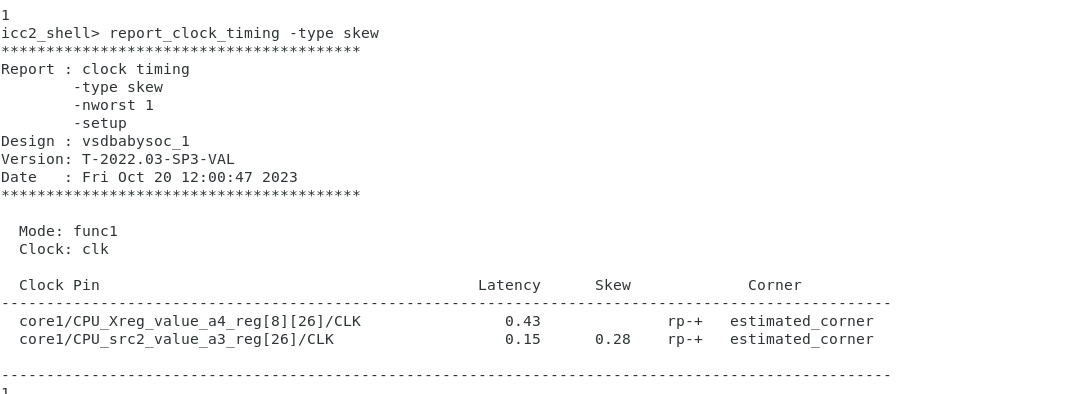 1
icc2_shell> report_clock_timing -type skew
****************************************
Report : clock timing
        -type skew
        -nworst 1
        -setup
Design : vsdbabysoc_1
Version: T-2022.03-SP3-VAL
Date   : Fri Oct 20 12:00:47 2023
****************************************

  Mode: func1
  Clock: clk

  Clock Pin                                          Latency      Skew             Corner
---------------------------------------------------------------------------------------------------
  core1/CPU_Xreg_value_a4_reg[8][26]/CLK                0.43              rp-+   estimated_corner
  core1/CPU_src2_value_a3_reg[26]/CLK                   0.15      0.28    rp-+   estimated_corner

---------------------------------------------------------------------------------------------------
1